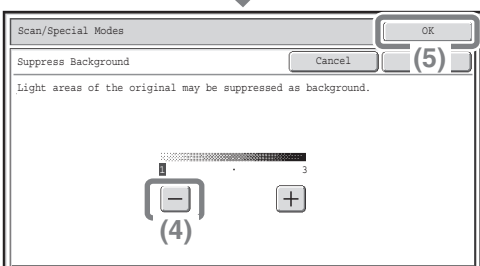 Scan/Special Modes OK
Suppress Background Cancel (5)
Light areas of the original may be suppressed as background.
1 · 3
− +
(4)